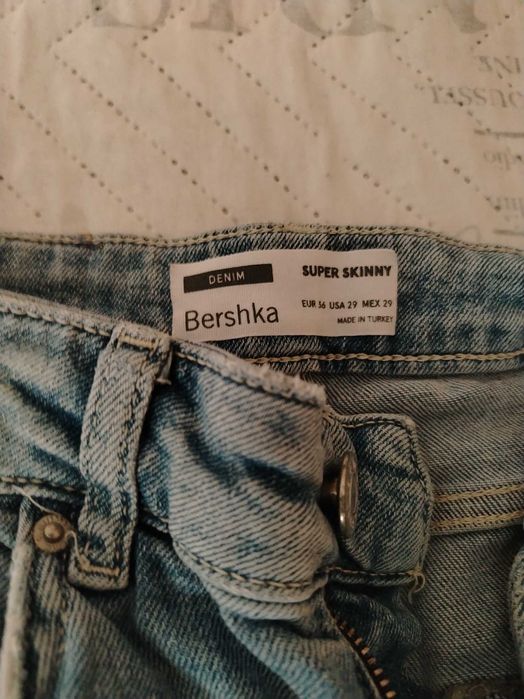 DENIM
Bershka
SUPER SKINNY
EUR 36 USA 29 MEX 29
MADE IN TURKEY